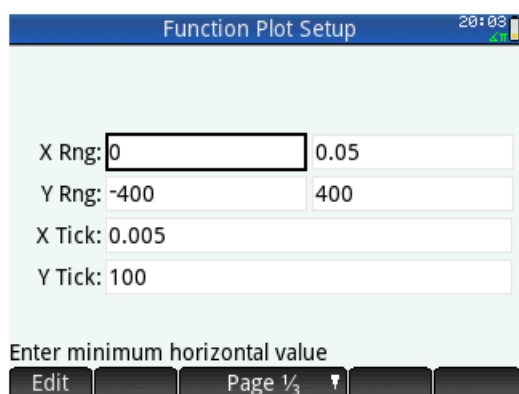 Function Plot Setup 20:03
∠π
X Rng: 0 0.05
Y Rng: -400 400
X Tick: 0.005
Y Tick: 100
Enter minimum horizontal value
Edit Page 1/3